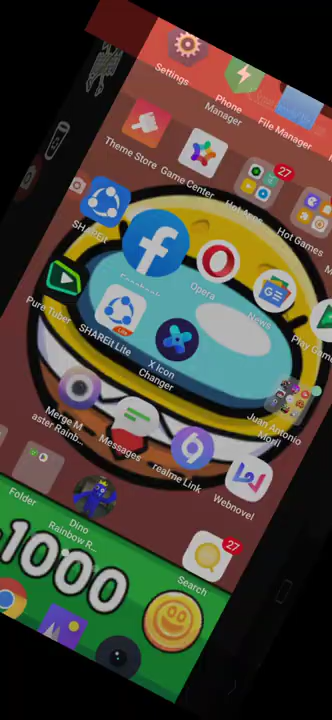 Settings
Phone
Manager
File Manager
Theme Store
Game Center
27
Hot Apps
Hot Games
SHAREit
Facebook
Opera
News
Play Games
Pure Tuber
SHAREit Lite
Lite
X Icon
Changer
Juan Antonio
Merge M
aster Rainb...
Messages
realme Link
Webnovel
Folder
Dino
Rainbow R...
27
Search
1000